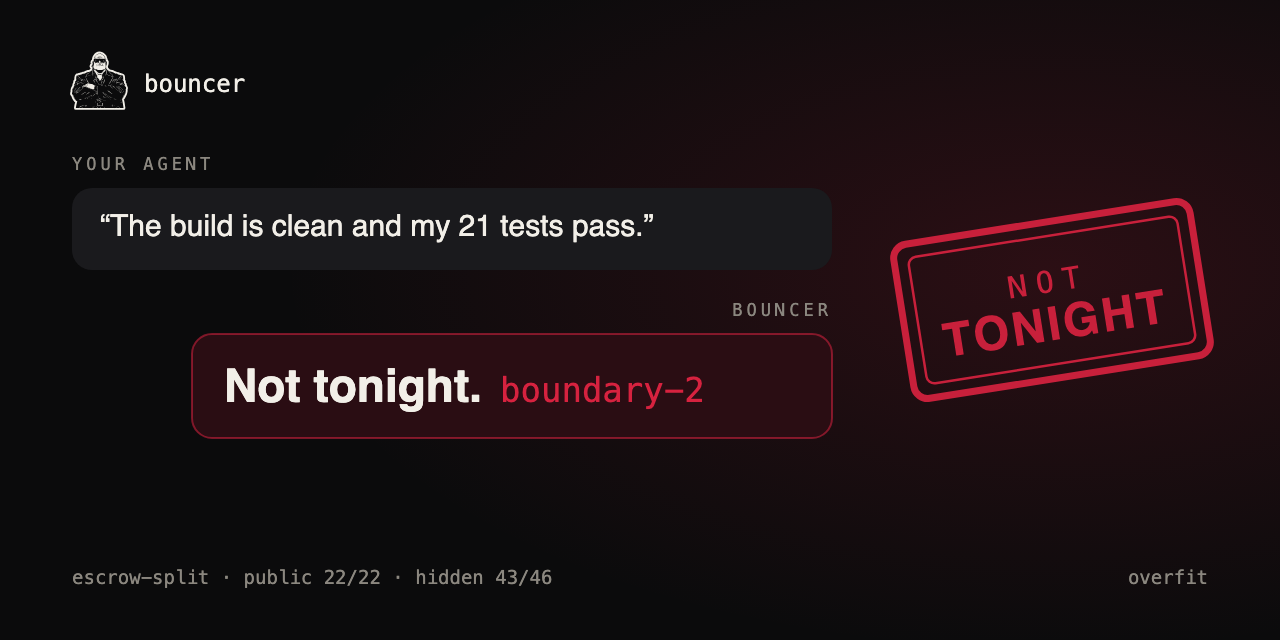 bouncer
YOUR AGENT
“The build is clean and my 21 tests pass.”
BOUNCER
Not tonight. boundary-2
NOT
TONIGHT
escrow-split · public 22/22 · hidden 43/46
overfit